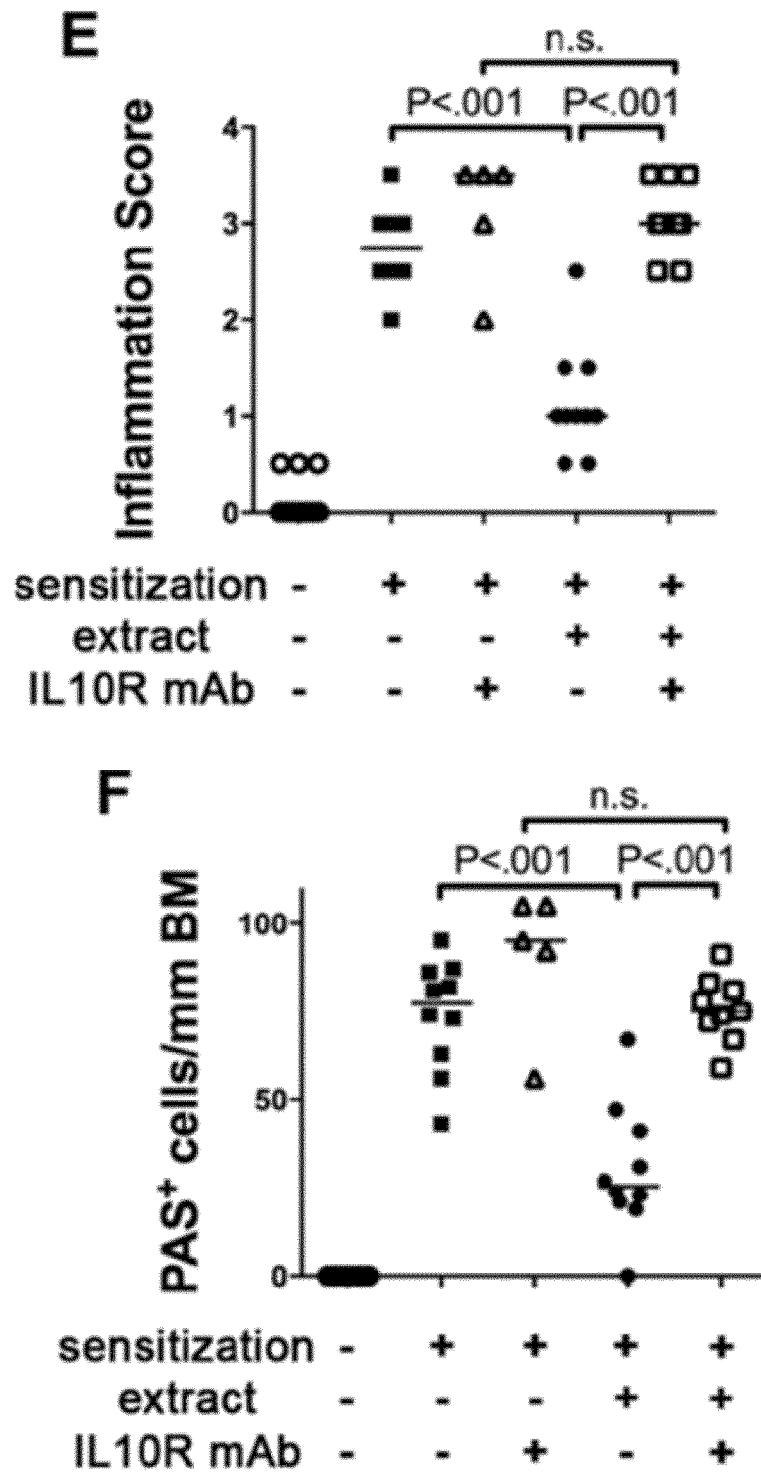 E
n.s.
P<.001 P<.001
Inflammation Score
4
3
2
1
0
sensitization - + + + +
extract - - - + +
IL10R mAb - - + - +
F
n.s.
P<.001 P<.001
PAS⁺ cells/mm BM
100
50
0
sensitization - + + + +
extract - - - + +
IL10R mAb - - + - +